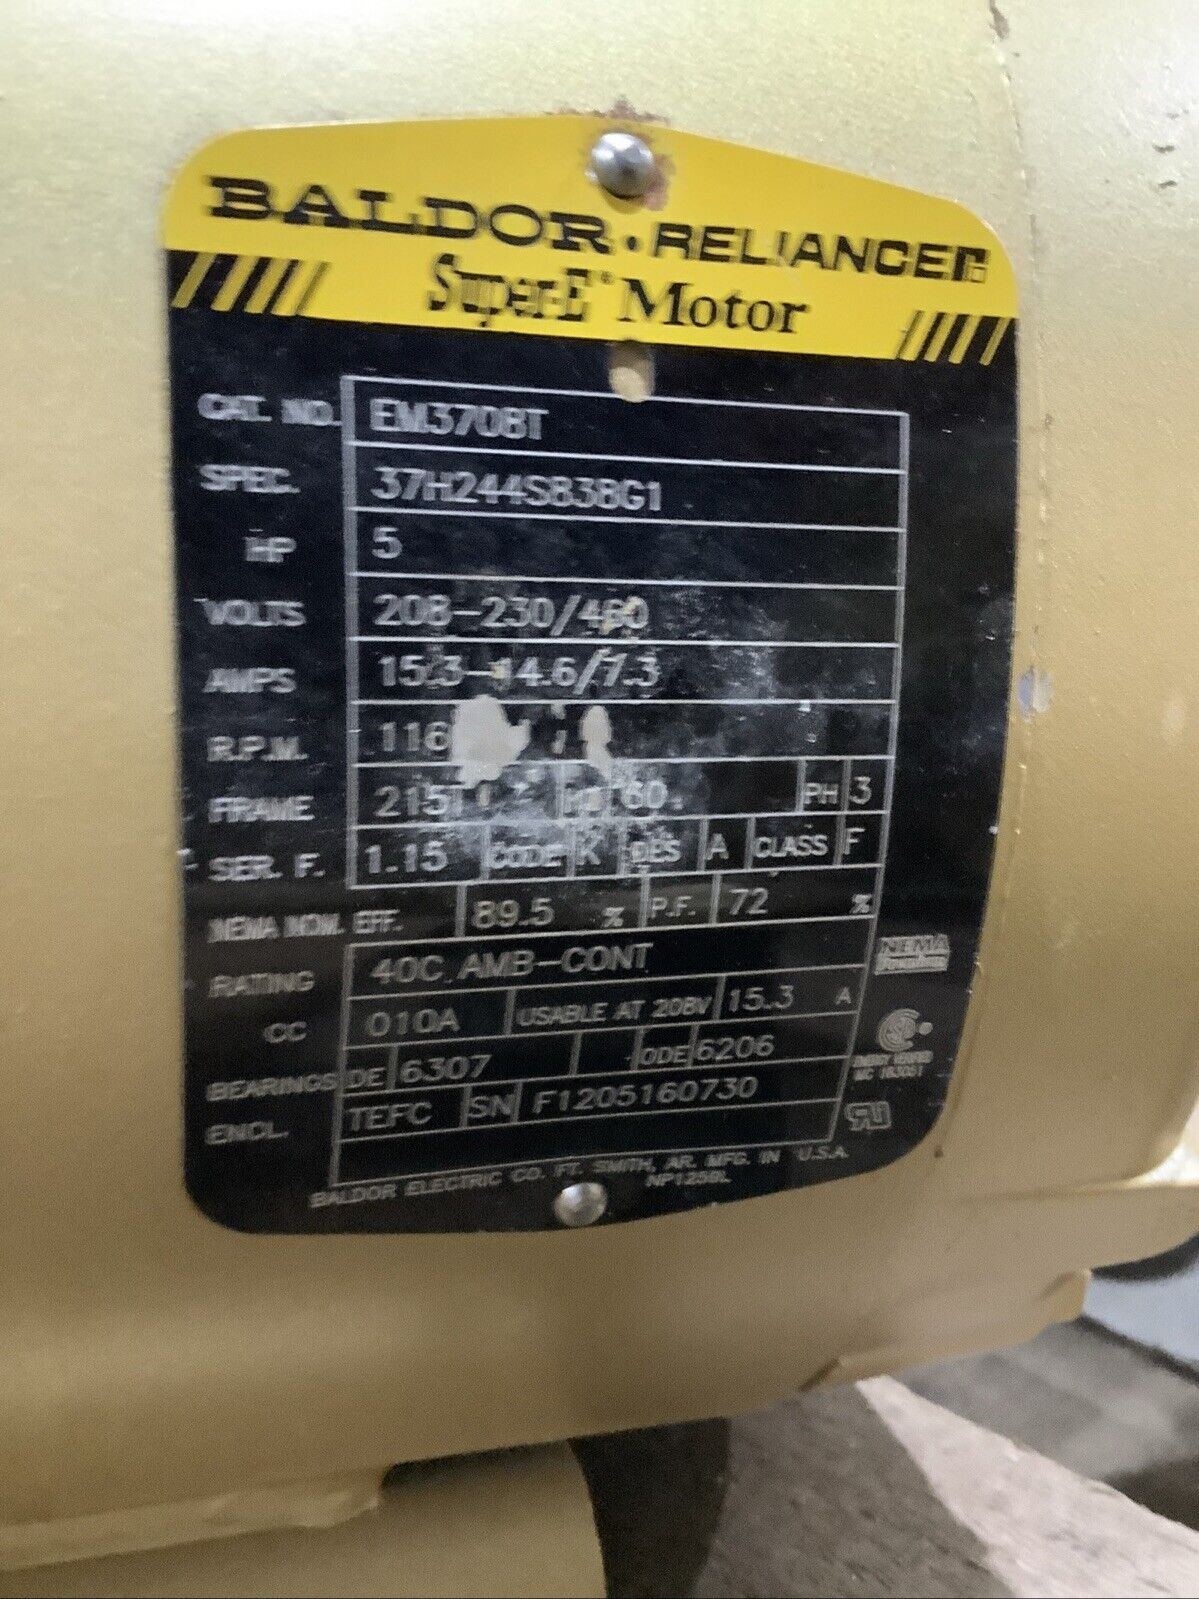 BALDOR • RELIANCER
Super-E® Motor
CAT. NO. EM3708T
SPEC. 37H244S838G1
HP 5
VOLTS 208-230/460
AMPS 15.3-14.6/7.3
R.P.M. 116
FRAME 215T HZ 60 PH 3
SER. F. 1.15 CODE K DES A CLASS F
NEMA NOM. EFF. 89.5 % P.F. 72 %
RATING 40C AMB-CONT
NEMA Premium
CC 010A USABLE AT 208V 15.3 A
BEARINGS DE 6307 ODE 6206
ENCL. TEFC SN F1205160730
BALDOR ELECTRIC CO. FT. SMITH, AR. MFG. IN U.S.A.